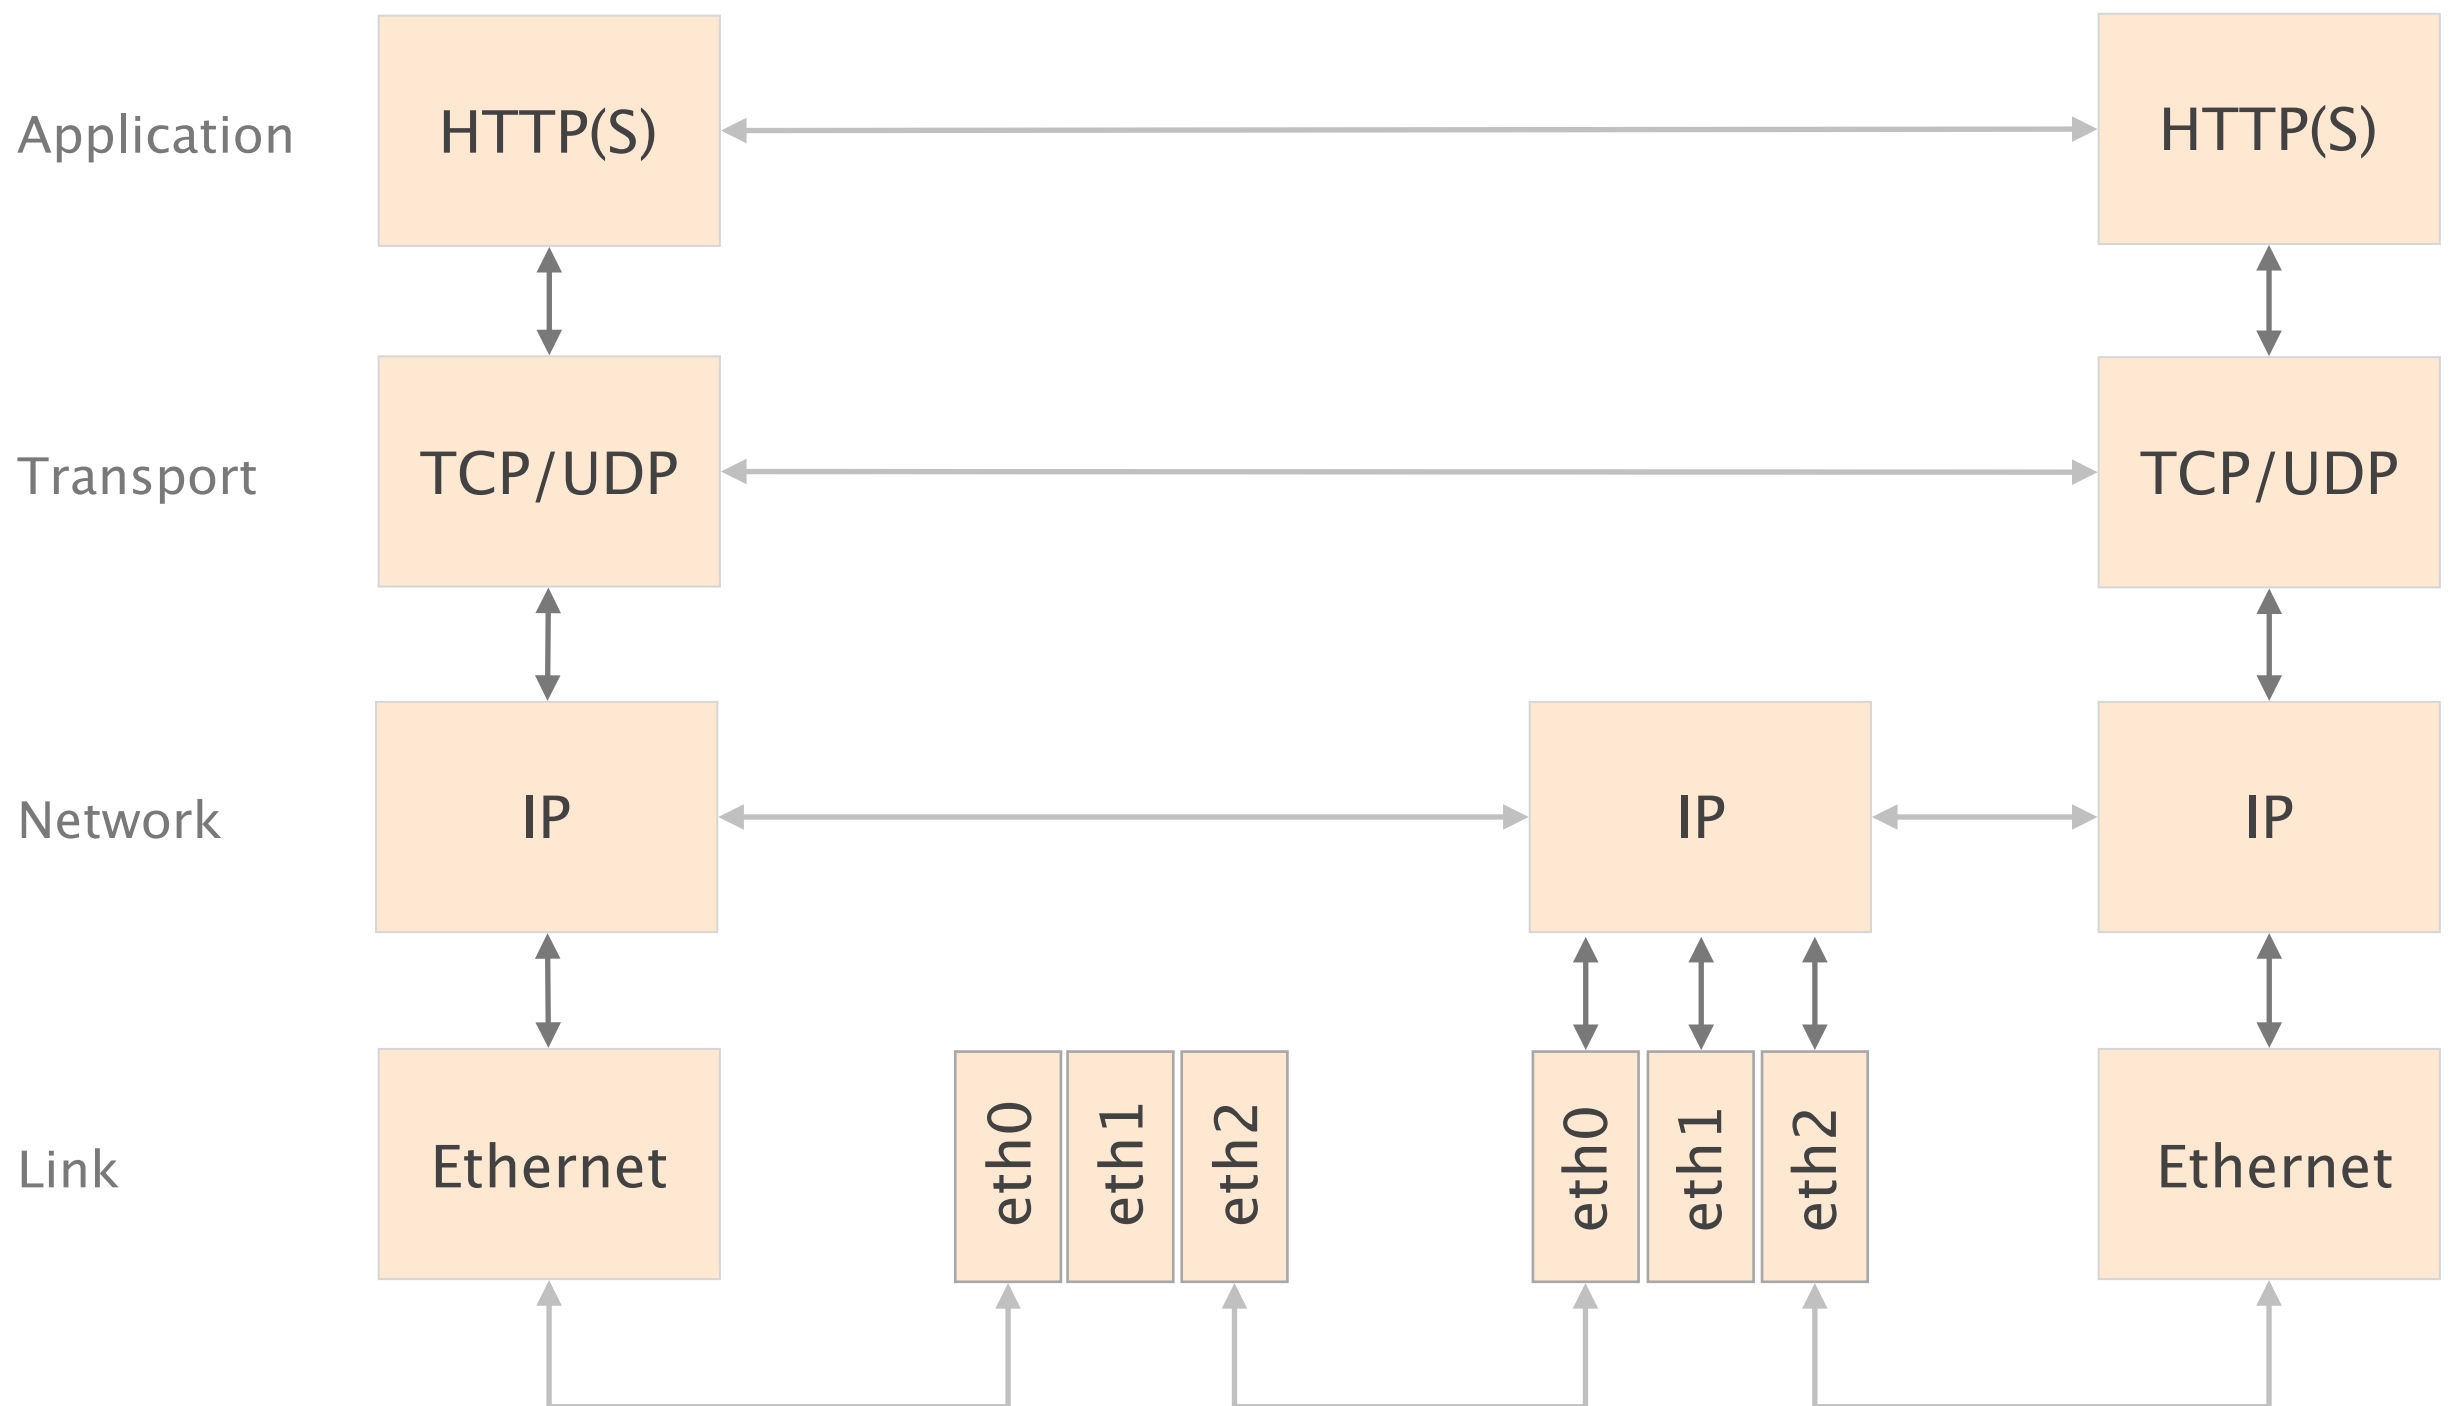 Application
HTTP(S)
HTTP(S)
Transport
TCP/UDP
TCP/UDP
Network
IP
IP
IP
Link
Ethernet
eth0
eth1
eth2
eth0
eth1
eth2
Ethernet